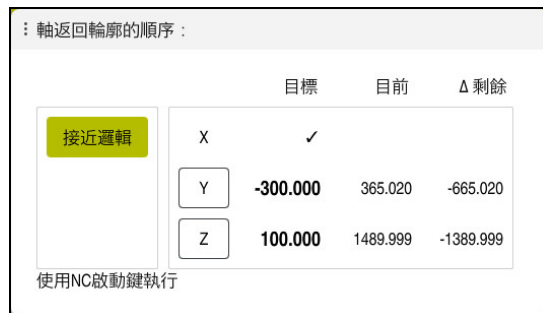 軸返回輪廓的順序：
目標 目前 Δ 剩餘
接近邏輯
X ✓
Y -300.000 365.020 -665.020
Z 100.000 1489.999 -1389.999
使用NC啟動鍵執行